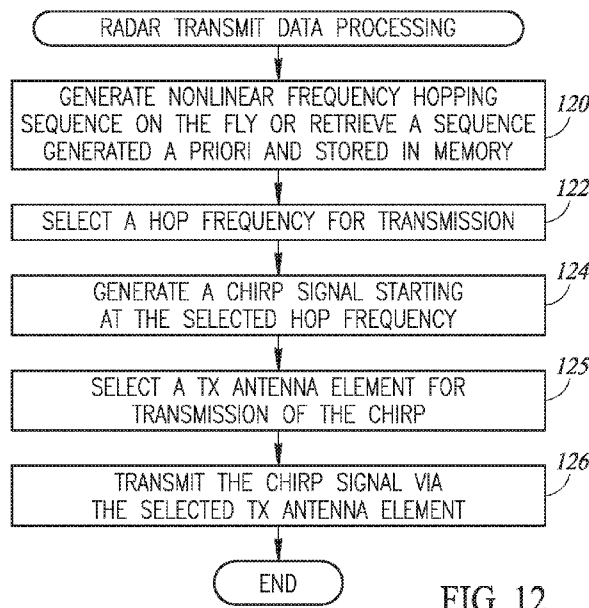 RADAR TRANSMIT DATA PROCESSING
GENERATE NONLINEAR FREQUENCY HOPPING
SEQUENCE ON THE FLY OR RETRIEVE A SEQUENCE
GENERATED A PRIORI AND STORED IN MEMORY
120
SELECT A HOP FREQUENCY FOR TRANSMISSION
122
GENERATE A CHIRP SIGNAL STARTING
AT THE SELECTED HOP FREQUENCY
124
SELECT A TX ANTENNA ELEMENT FOR
TRANSMISSION OF THE CHIRP
125
TRANSMIT THE CHIRP SIGNAL VIA
THE SELECTED TX ANTENNA ELEMENT
126
END
FIG. 12